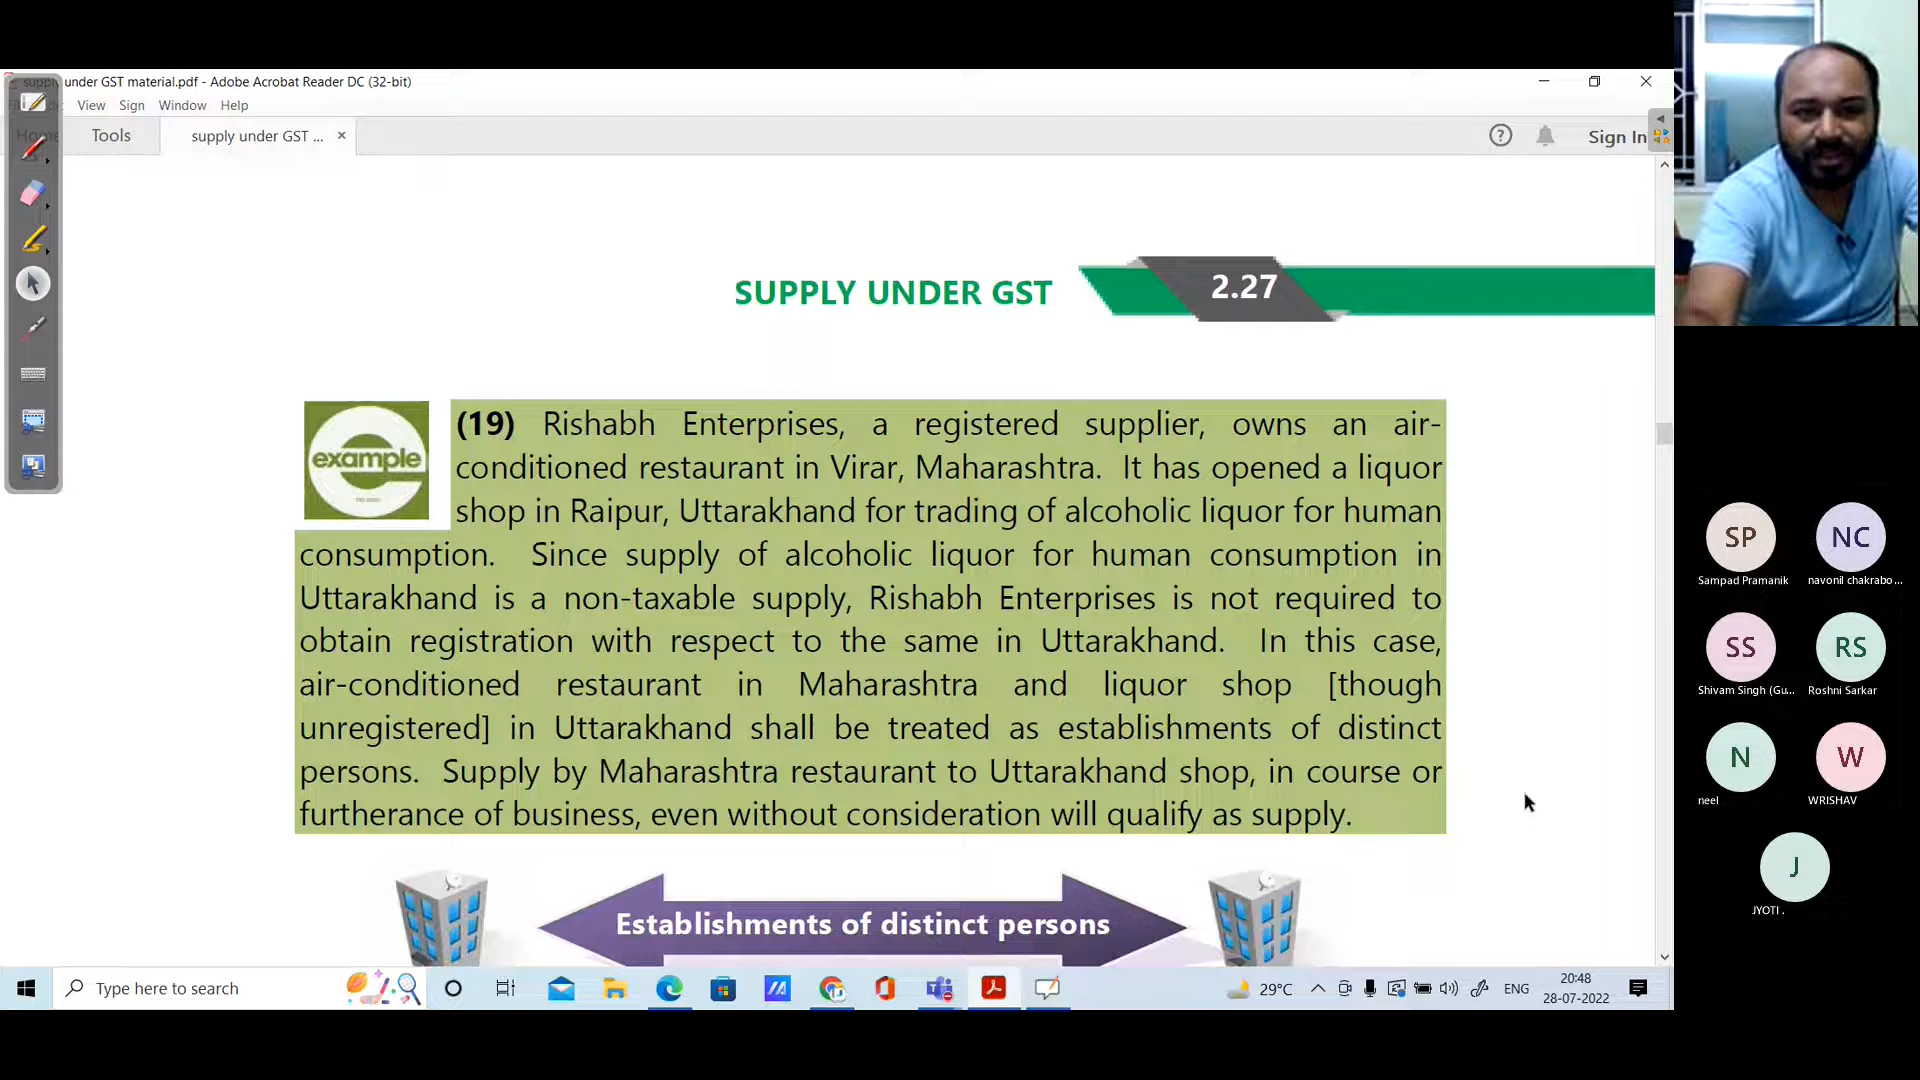 supply under GST material.pdf - Adobe Acrobat Reader DC (32-bit)
View Sign Window Help
Home Tools supply under GST ... × Sign In
SUPPLY UNDER GST 2.27
example
(19) Rishabh Enterprises, a registered supplier, owns an air-
conditioned restaurant in Virar, Maharashtra. It has opened a liquor
shop in Raipur, Uttarakhand for trading of alcoholic liquor for human
consumption. Since supply of alcoholic liquor for human consumption in
Uttarakhand is a non-taxable supply, Rishabh Enterprises is not required to
obtain registration with respect to the same in Uttarakhand. In this case,
air-conditioned restaurant in Maharashtra and liquor shop [though
unregistered] in Uttarakhand shall be treated as establishments of distinct
persons. Supply by Maharashtra restaurant to Uttarakhand shop, in course or
furtherance of business, even without consideration will qualify as supply.
Establishments of distinct persons
SP NC
Sampad Pramanik navonil chakrabo...
SS RS
Shivam Singh (Gu... Roshni Sarkar
N W
neel WRISHAV
J
JYOTI .
Type here to search
29°C ENG 20:48
28-07-2022